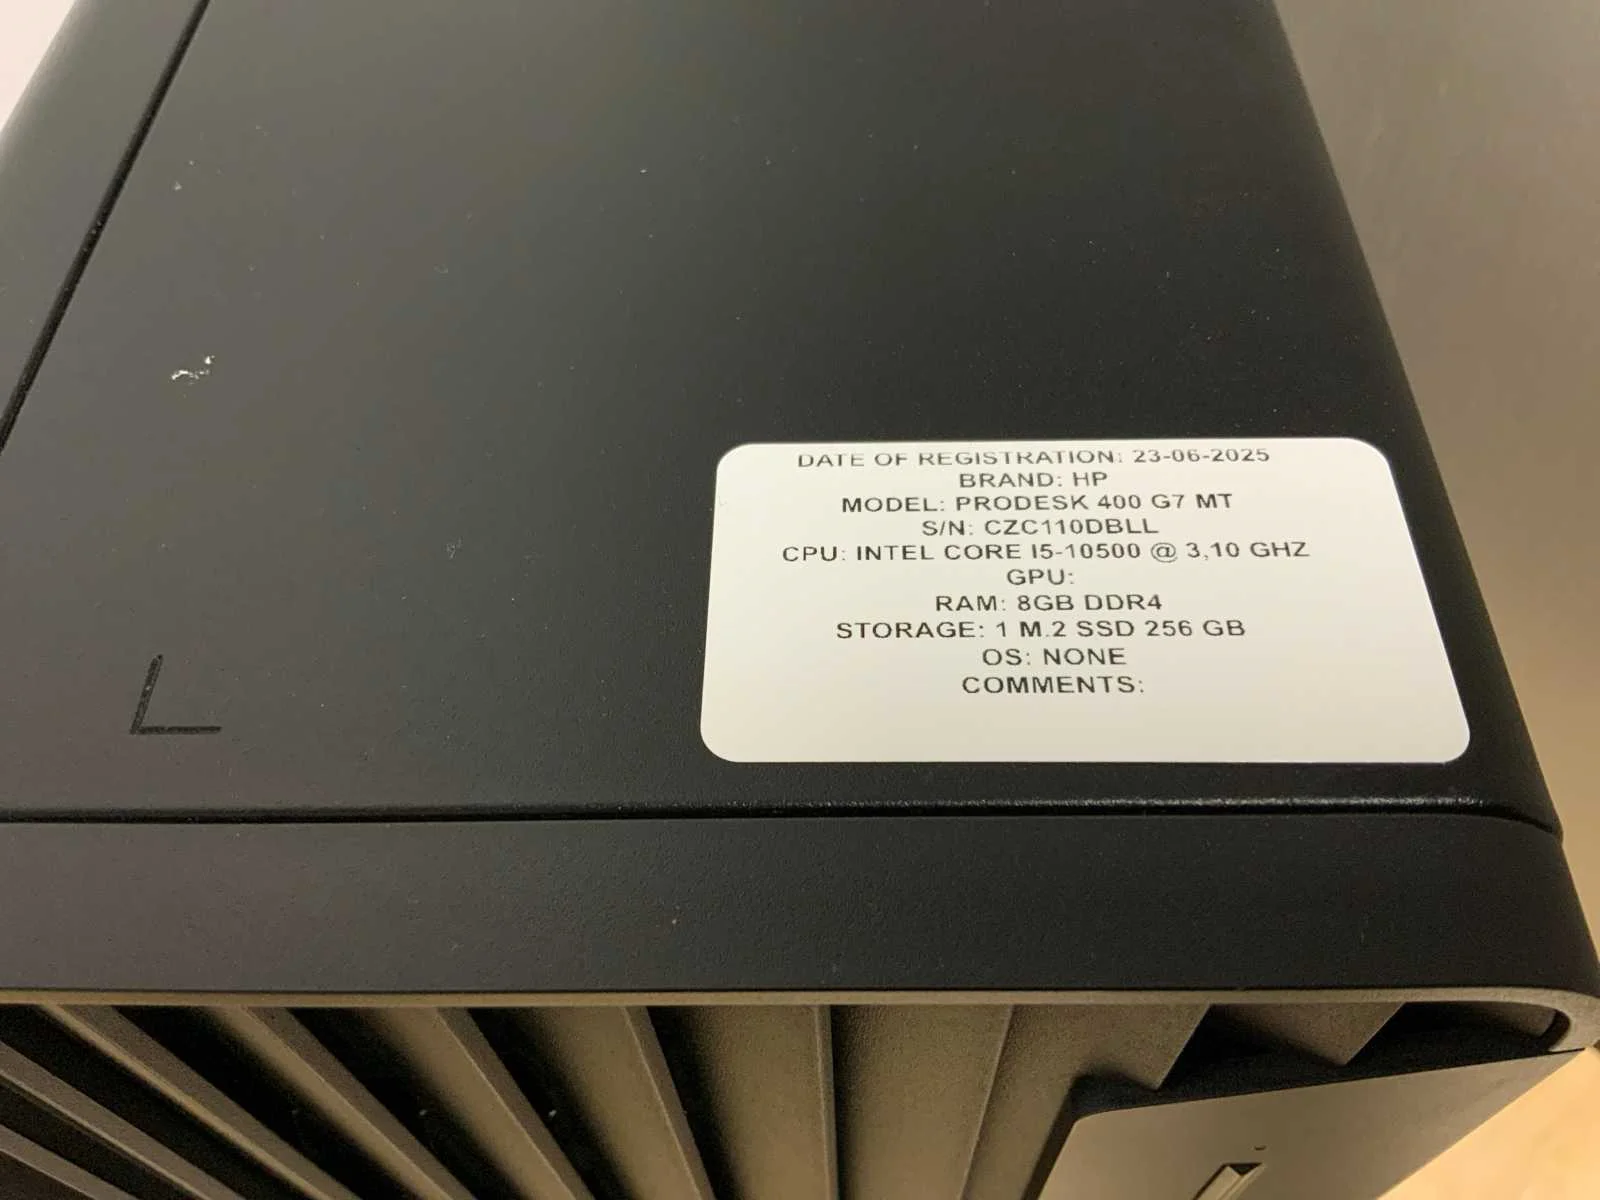 DATE OF REGISTRATION: 23-06-2025
BRAND: HP
MODEL: PRODESK 400 G7 MT
S/N: CZC110DBLL
CPU: INTEL CORE I5-10500 @ 3,10 GHZ
GPU:
RAM: 8GB DDR4
STORAGE: 1 M.2 SSD 256 GB
OS: NONE
COMMENTS: